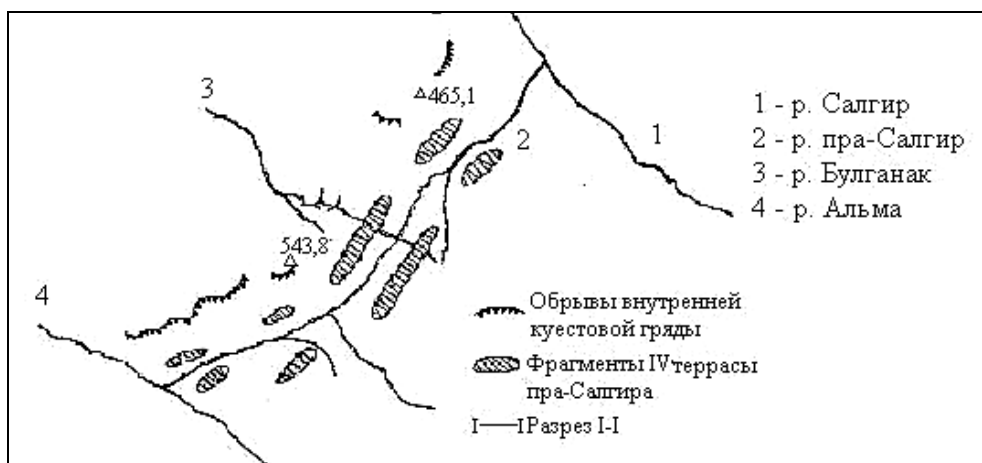 3
465,1
2
1
543,8
4
1 - р. Салгир
2 - р. пра-Салгир
3 - р. Булганак
4 - р. Альма
Обрывы внутренней
куестовой гряды
Фрагменты IV террасы
пра-Салгира
I—I Разрез I-I